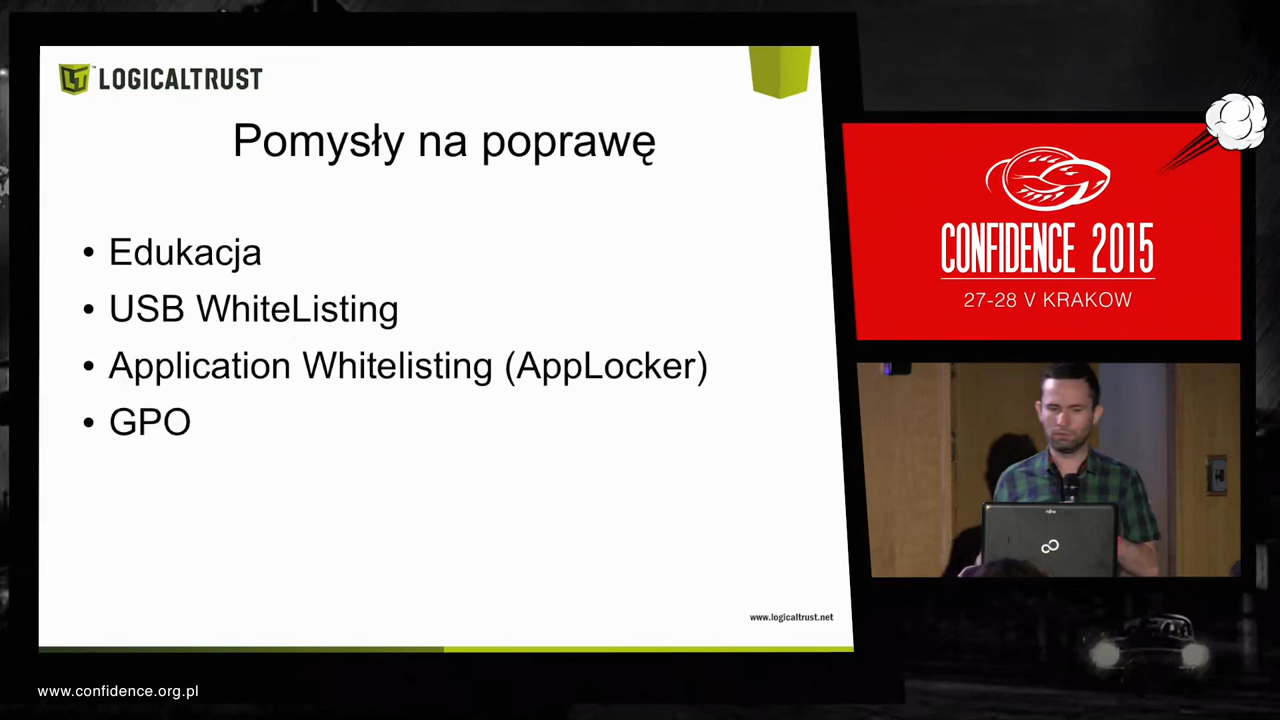 LOGICALTRUST
Pomysły na poprawę
• Edukacja
• USB WhiteListing
• Application Whitelisting (AppLocker)
• GPO
www.logicaltrust.net
CONFIDENCE 2015
27-28 V KRAKOW
www.confidence.org.pl